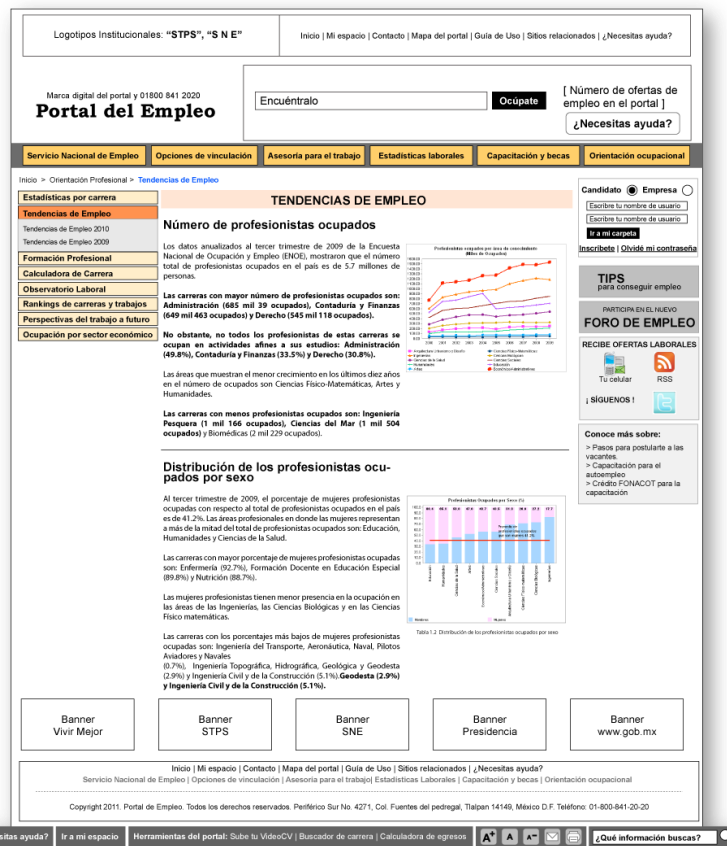 Logotipos Institucionales: “STPS”, “S N E”
Inicio | Mi espacio | Contacto | Mapa del portal | Guía de Uso | Sitios relacionados | ¿Necesitas ayuda?
Marca digital del portal y 01800 841 2020
Portal del Empleo
Encuéntralo
Ocúpate
[ Número de ofertas de
empleo en el portal ]
¿Necesitas ayuda?
Servicio Nacional de Empleo
Opciones de vinculación
Asesoría para el trabajo
Estadísticas laborales
Capacitación y becas
Orientación ocupacional
Inicio > Orientación Profesional > Tendencias de Empleo
Estadísticas por carrera
Tendencias de Empleo
Tendencias de Empleo 2010
Tendencias de Empleo 2009
Formación Profesional
Calculadora de Carrera
Observatorio Laboral
Rankings de carreras y trabajos
Perspectivas del trabajo a futuro
Ocupación por sector económico
TENDENCIAS DE EMPLEO
Número de profesionistas ocupados
Los datos anualizados al tercer trimestre de 2009 de la Encuesta
Nacional de Ocupación y Empleo (ENOE), mostraron que el número
total de profesionistas ocupados en el país es de 5.7 millones de
personas.
Las carreras con mayor número de profesionistas ocupados son:
Administración (685 mil 39 ocupados), Contaduría y Finanzas
(649 mil 463 ocupados) y Derecho (545 mil 118 ocupados).
No obstante, no todos los profesionistas de estas carreras se
ocupan en actividades afines a sus estudios: Administración
(49.8%), Contaduría y Finanzas (33.5%) y Derecho (30.8%).
Las áreas que muestran el menor crecimiento en los últimos diez años
en el número de ocupados son Ciencias Físico-Matemáticas, Artes y
Humanidades.
Las carreras con menos profesionistas ocupados son: Ingeniería
Pesquera (1 mil 166 ocupados), Ciencias del Mar (1 mil 504
ocupados) y Biomédicas (2 mil 229 ocupados).
Profesionistas ocupados por área de conocimiento
(Miles de Ocupados)
Distribución de los profesionistas ocu-
pados por sexo
Al tercer trimestre de 2009, el porcentaje de mujeres profesionistas
ocupadas con respecto al total de profesionistas ocupados en el país
es de 41.2%. Las áreas profesionales en donde las mujeres representan
a más de la mitad del total de profesionistas ocupados son: Educación,
Humanidades y Ciencias de la Salud.
Las carreras con mayor porcentaje de mujeres profesionistas ocupadas
son: Enfermería (92.7%), Formación Docente en Educación Especial
(89.8%) y Nutrición (88.7%).
Las mujeres profesionistas tienen menor presencia en la ocupación en
las áreas de las Ingenierías, las Ciencias Biológicas y en las Ciencias
Físico matemáticas.
Las carreras con los porcentajes más bajos de mujeres profesionistas
ocupadas son: Ingeniería del Transporte, Aeronáutica, Naval, Pilotos
Aviadores y Navales
(0.7%), Ingeniería Topográfica, Hidrográfica, Geológica y Geodesta
(2.9%) y Ingeniería Civil y de la Construcción (5.1%).Geodesta (2.9%)
y Ingeniería Civil y de la Construcción (5.1%).
Profesionistas Ocupados por Sexo (%)
Tabla 1.2 Distribución de los profesionistas ocupados por sexo
Candidato Empresa
Escribe tu nombre de usuario
Escribe tu nombre de usuario
Ir a mi carpeta
Inscríbete | Olvidé mi contraseña
TIPS
para conseguir empleo
PARTICIPA EN EL NUEVO
FORO DE EMPLEO
RECIBE OFERTAS LABORALES
Tu celular
RSS
¡ SÍGUENOS !
Conoce más sobre:
> Pasos para postularte a las
vacantes.
> Capacitación para el
autoempleo
> Crédito FONACOT para la
capacitación
Banner
Vivir Mejor
Banner
STPS
Banner
SNE
Banner
Presidencia
Banner
www.gob.mx
Inicio | Mi espacio | Contacto | Mapa del portal | Guía de Uso | Sitios relacionados | ¿Necesitas ayuda?
Servicio Nacional de Empleo | Opciones de vinculación | Asesoría para el trabajo| Estadísticas Laborales | Capacitación y becas | Orientación ocupacional
Copyright 2011. Portal de Empleo. Todos los derechos reservados. Periférico Sur No. 4271, Col. Fuentes del pedregal, Tlalpan 14149, México D.F. Teléfono: 01-800-841-20-20
sitas ayuda?
Ir a mi espacio
Herramientas del portal: Sube tu VideoCV | Buscador de carrera | Calculadora de egresos
A+ A A-
¿Qué información buscas?